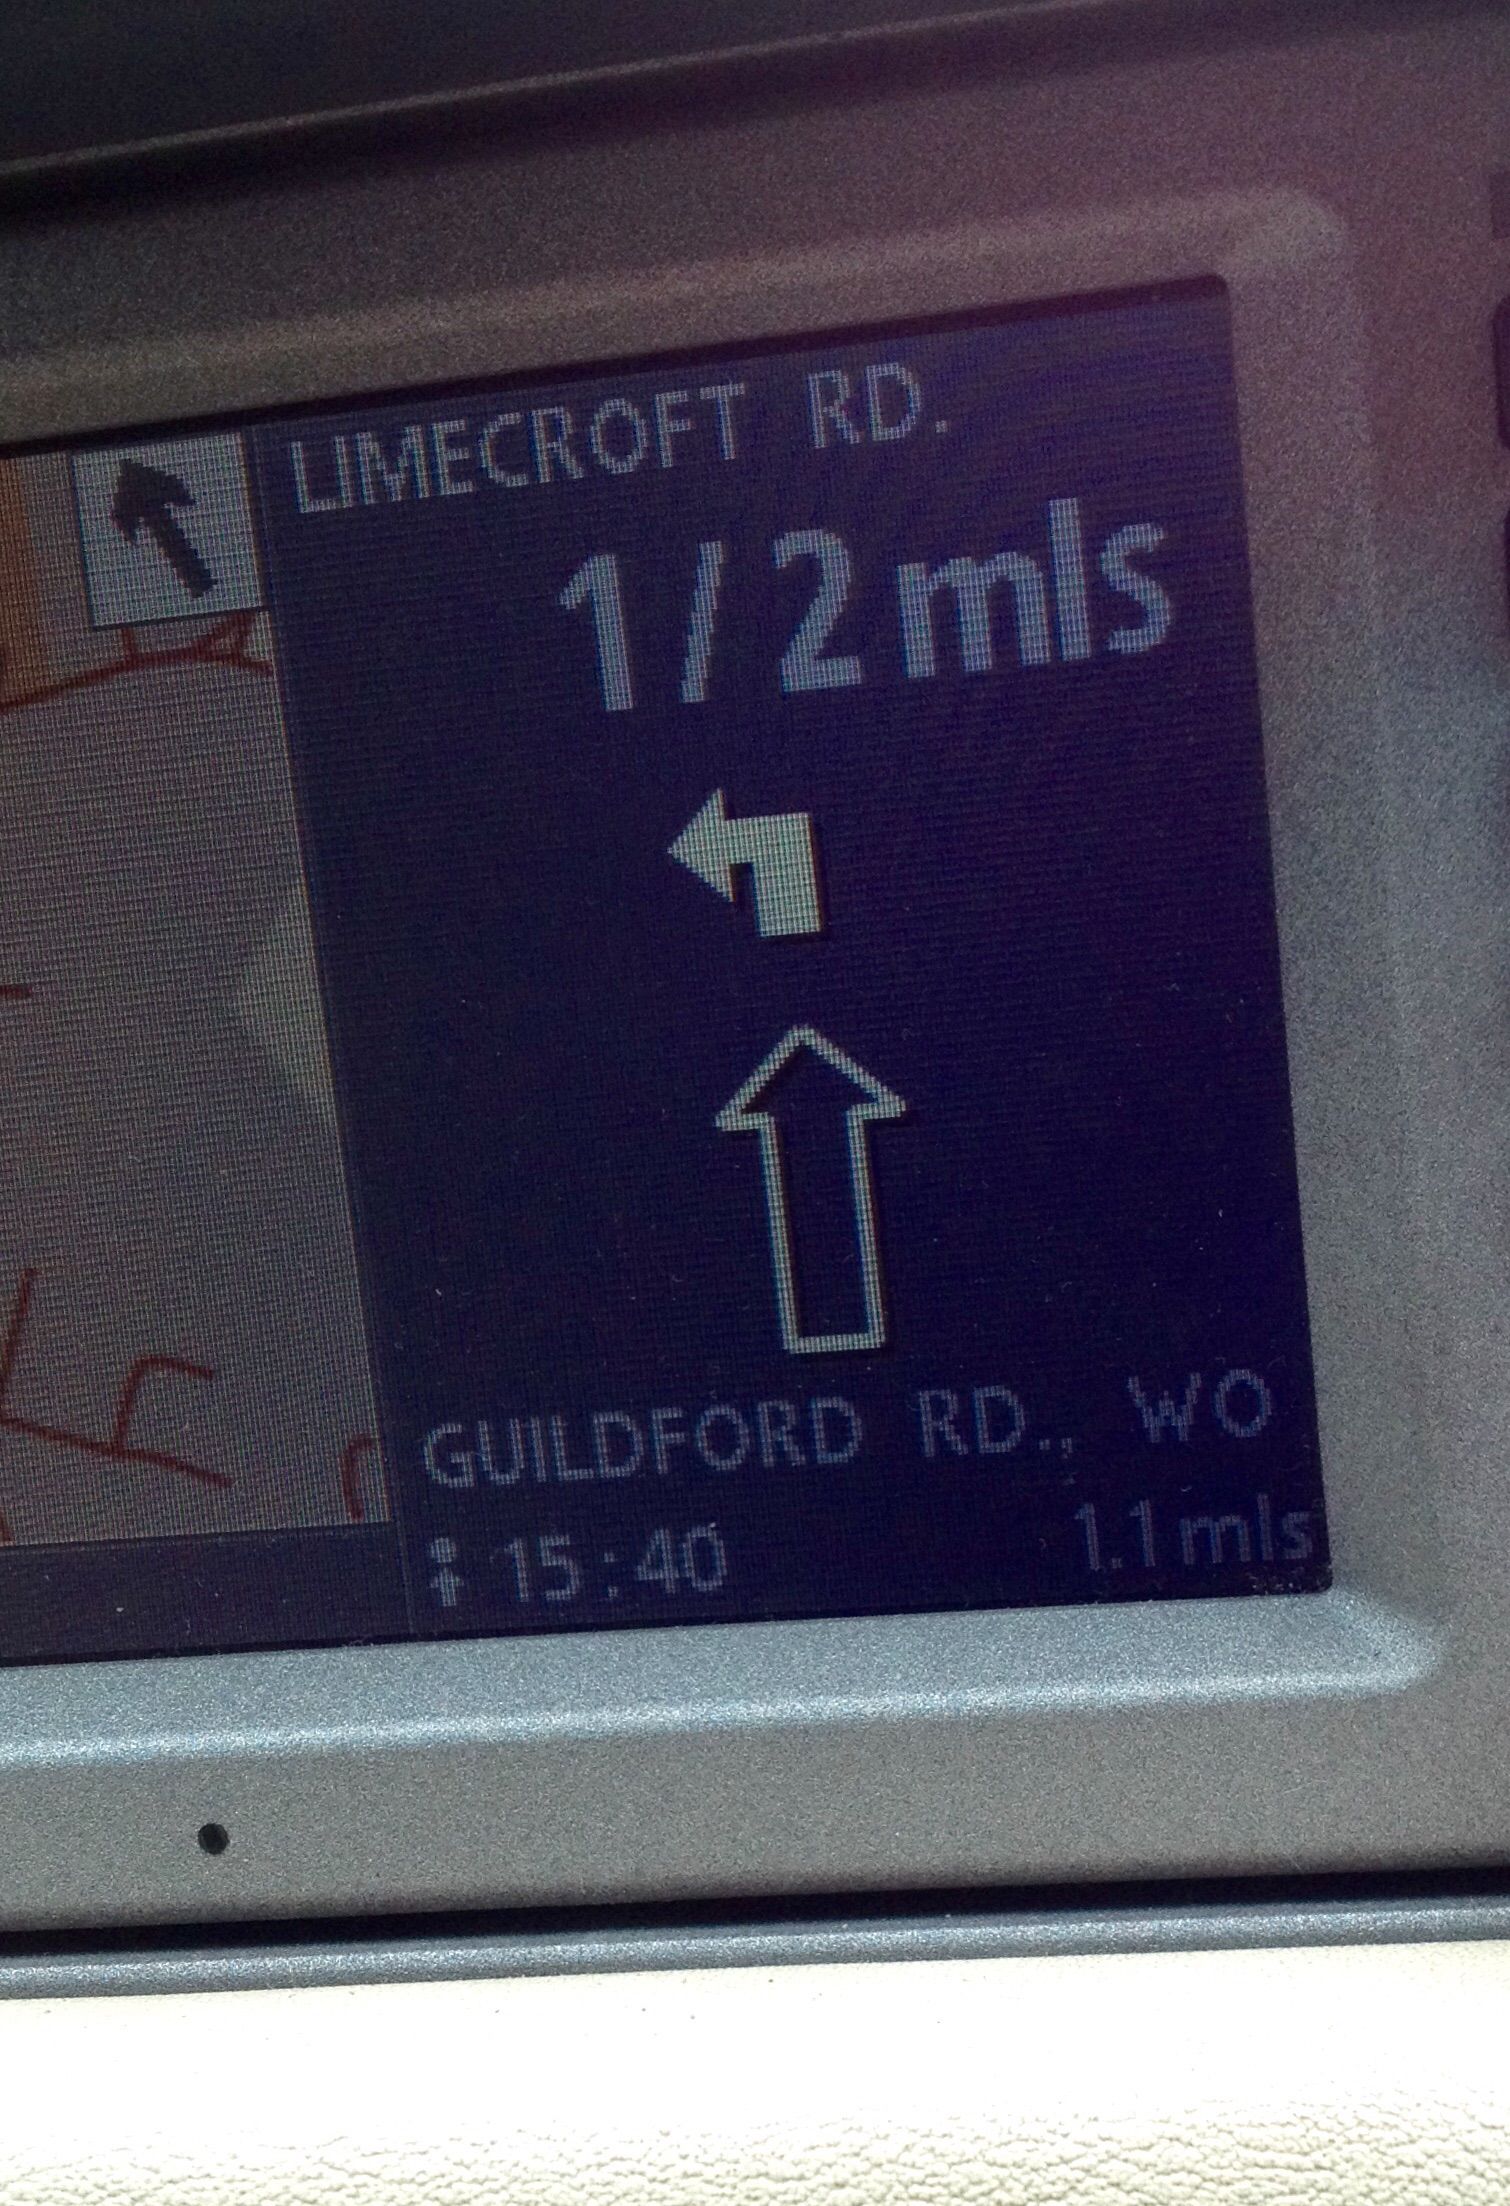 LIMECROFT RD.
1/2 mls
GUILDFORD RD., WO
15:40 1.1 mls